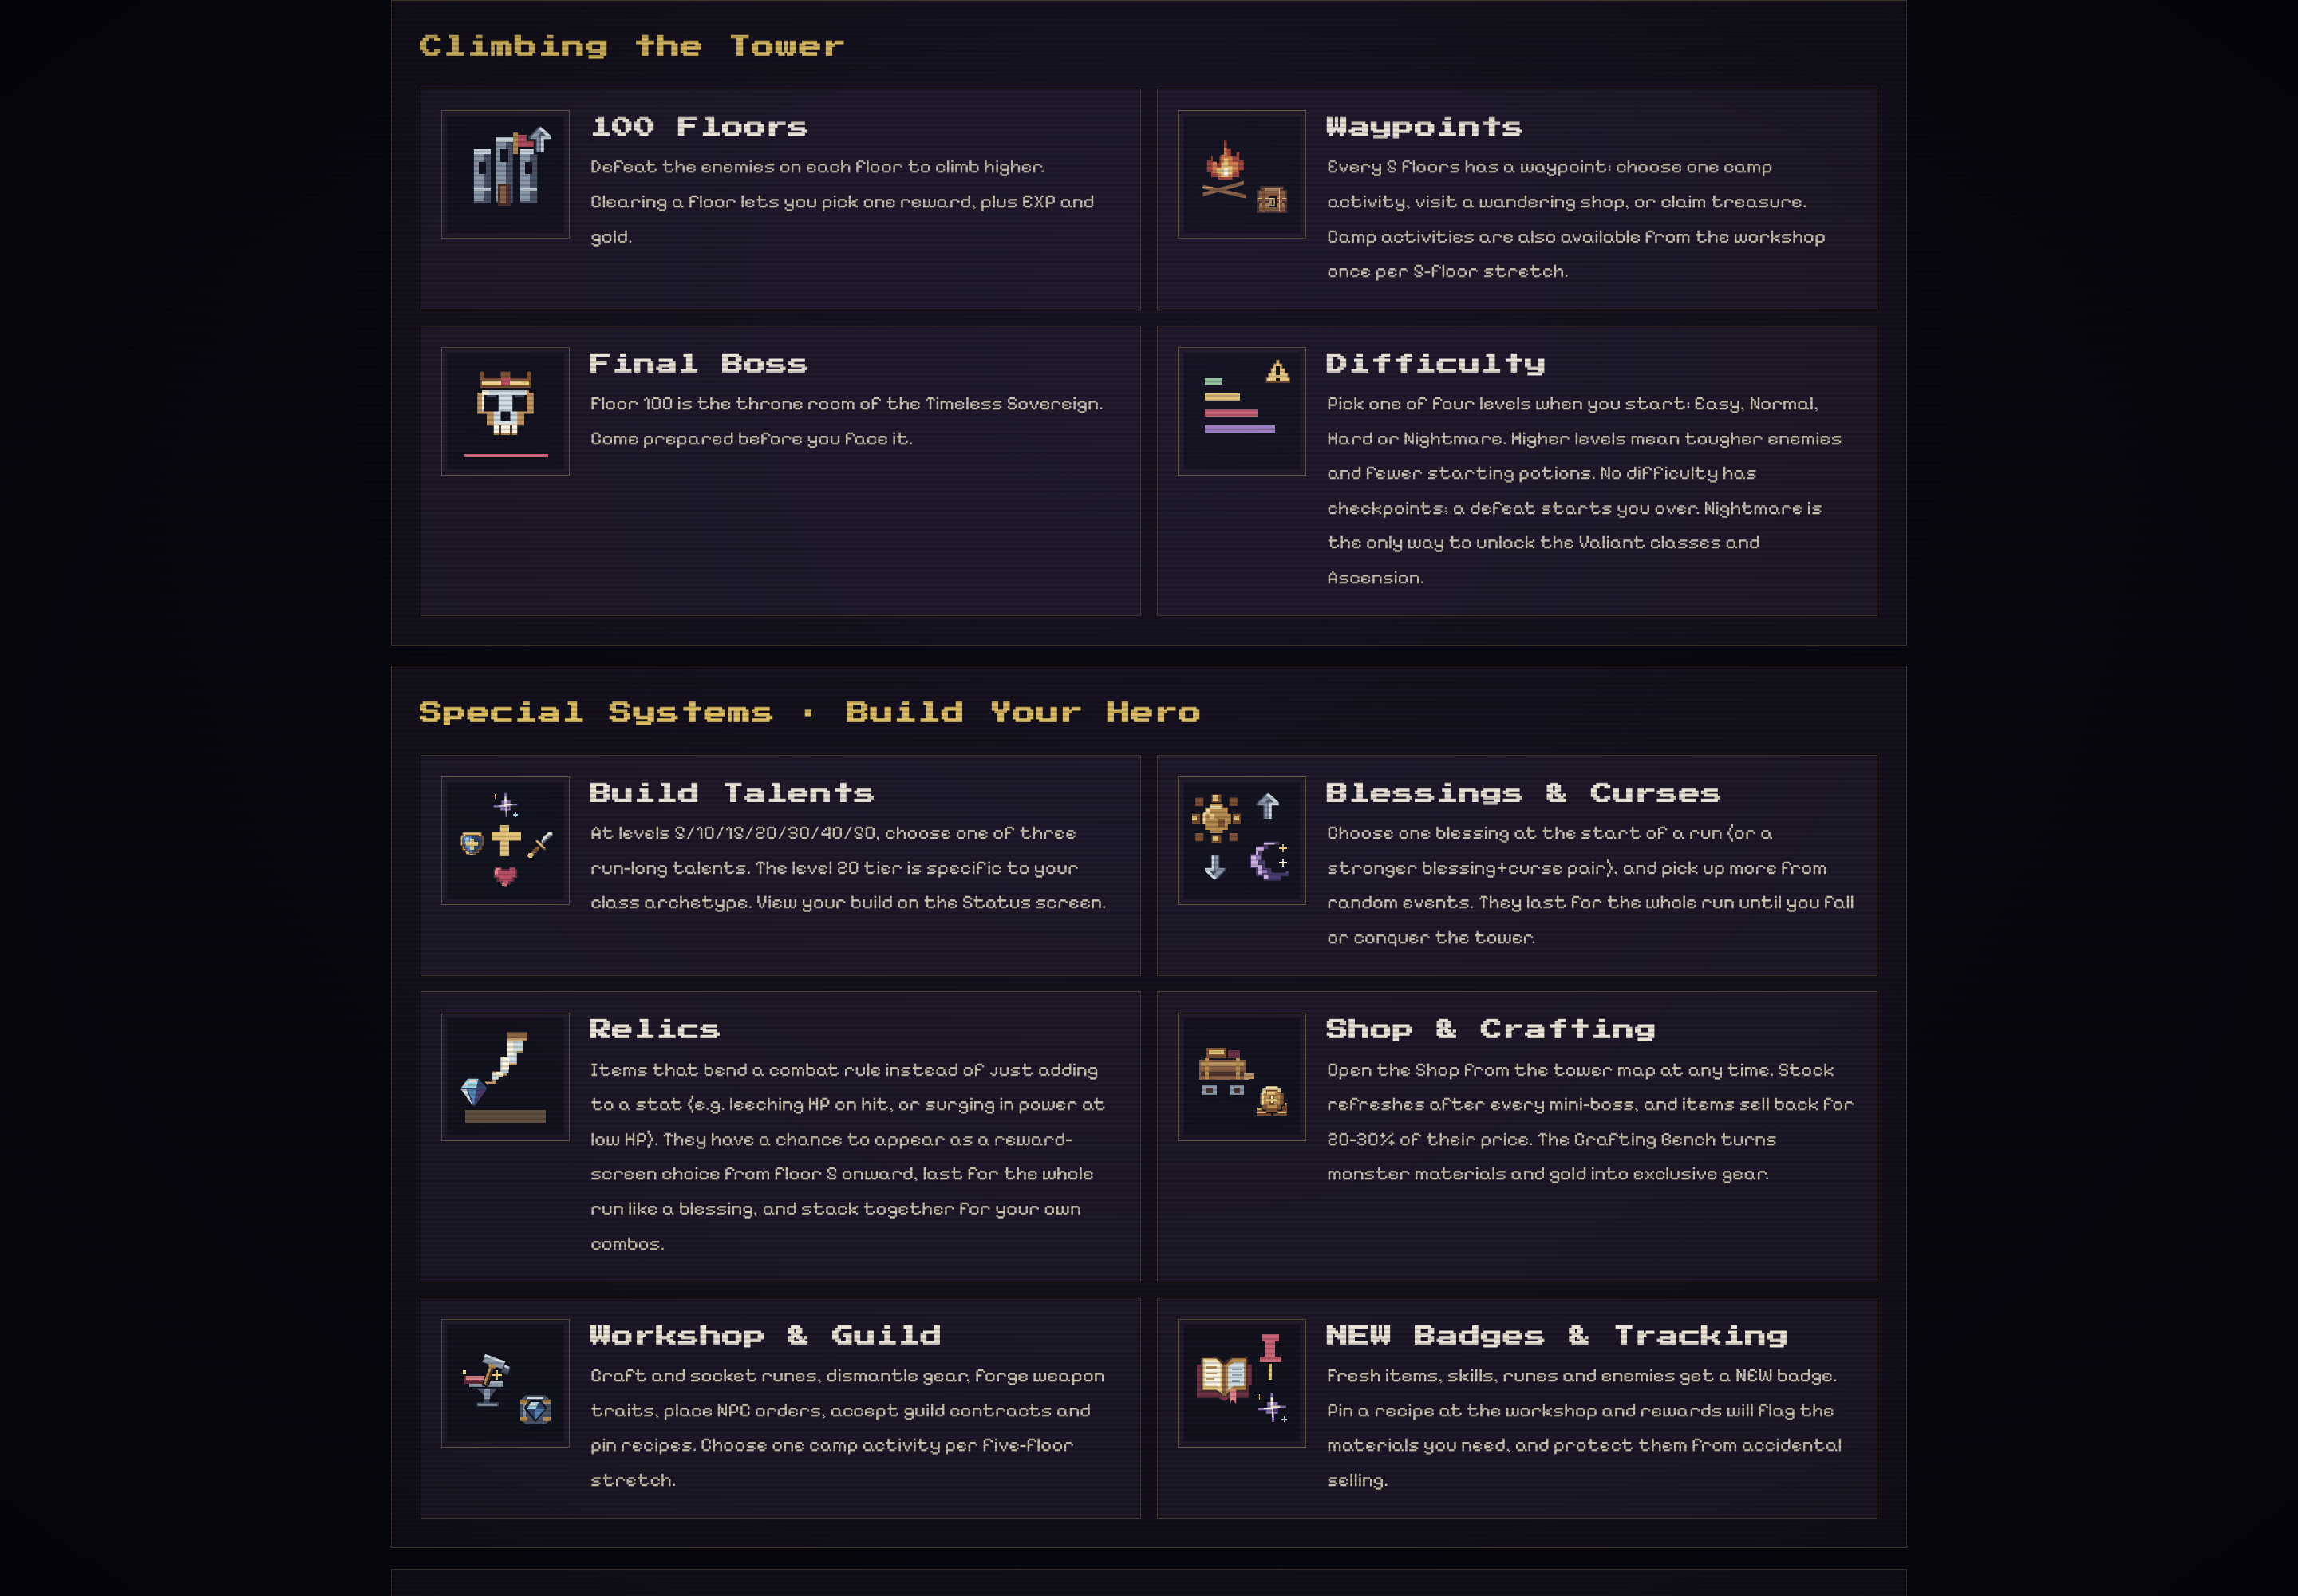 Climbing the Tower
100 Floors
Defeat the enemies on each floor to climb higher.
Clearing a floor lets you pick one reward, plus EXP and
gold.
Waypoints
Every 5 floors has a waypoint: choose one camp
activity, visit a wandering shop, or claim treasure.
Camp activities are also available from the workshop
once per 5-floor stretch.
Final Boss
Floor 100 is the throne room of the Timeless Sovereign.
Come prepared before you face it.
Difficulty
Pick one of four levels when you start: Easy, Normal,
Hard or Nightmare. Higher levels mean tougher enemies
and fewer starting potions. No difficulty has
checkpoints; a defeat starts you over. Nightmare is
the only way to unlock the Valiant classes and
Ascension.
Special Systems · Build Your Hero
Build Talents
At levels 5/10/15/20/30/40/50, choose one of three
run-long talents. The level 20 tier is specific to your
class archetype. View your build on the Status screen.
Blessings & Curses
Choose one blessing at the start of a run (or a
stronger blessing+curse pair), and pick up more from
random events. They last for the whole run until you fall
or conquer the tower.
Relics
Items that bend a combat rule instead of just adding
to a stat (e.g. leeching HP on hit, or surging in power at
low HP). They have a chance to appear as a reward-
screen choice from floor 5 onward, last for the whole
run like a blessing, and stack together for your own
combos.
Shop & Crafting
Open the Shop from the tower map at any time. Stock
refreshes after every mini-boss, and items sell back for
20-30% of their price. The Crafting Bench turns
monster materials and gold into exclusive gear.
Workshop & Guild
Craft and socket runes, dismantle gear, forge weapon
traits, place NPC orders, accept guild contracts and
pin recipes. Choose one camp activity per five-floor
stretch.
NEW Badges & Tracking
Fresh items, skills, runes and enemies get a NEW badge.
Pin a recipe at the workshop and rewards will flag the
materials you need, and protect them from accidental
selling.